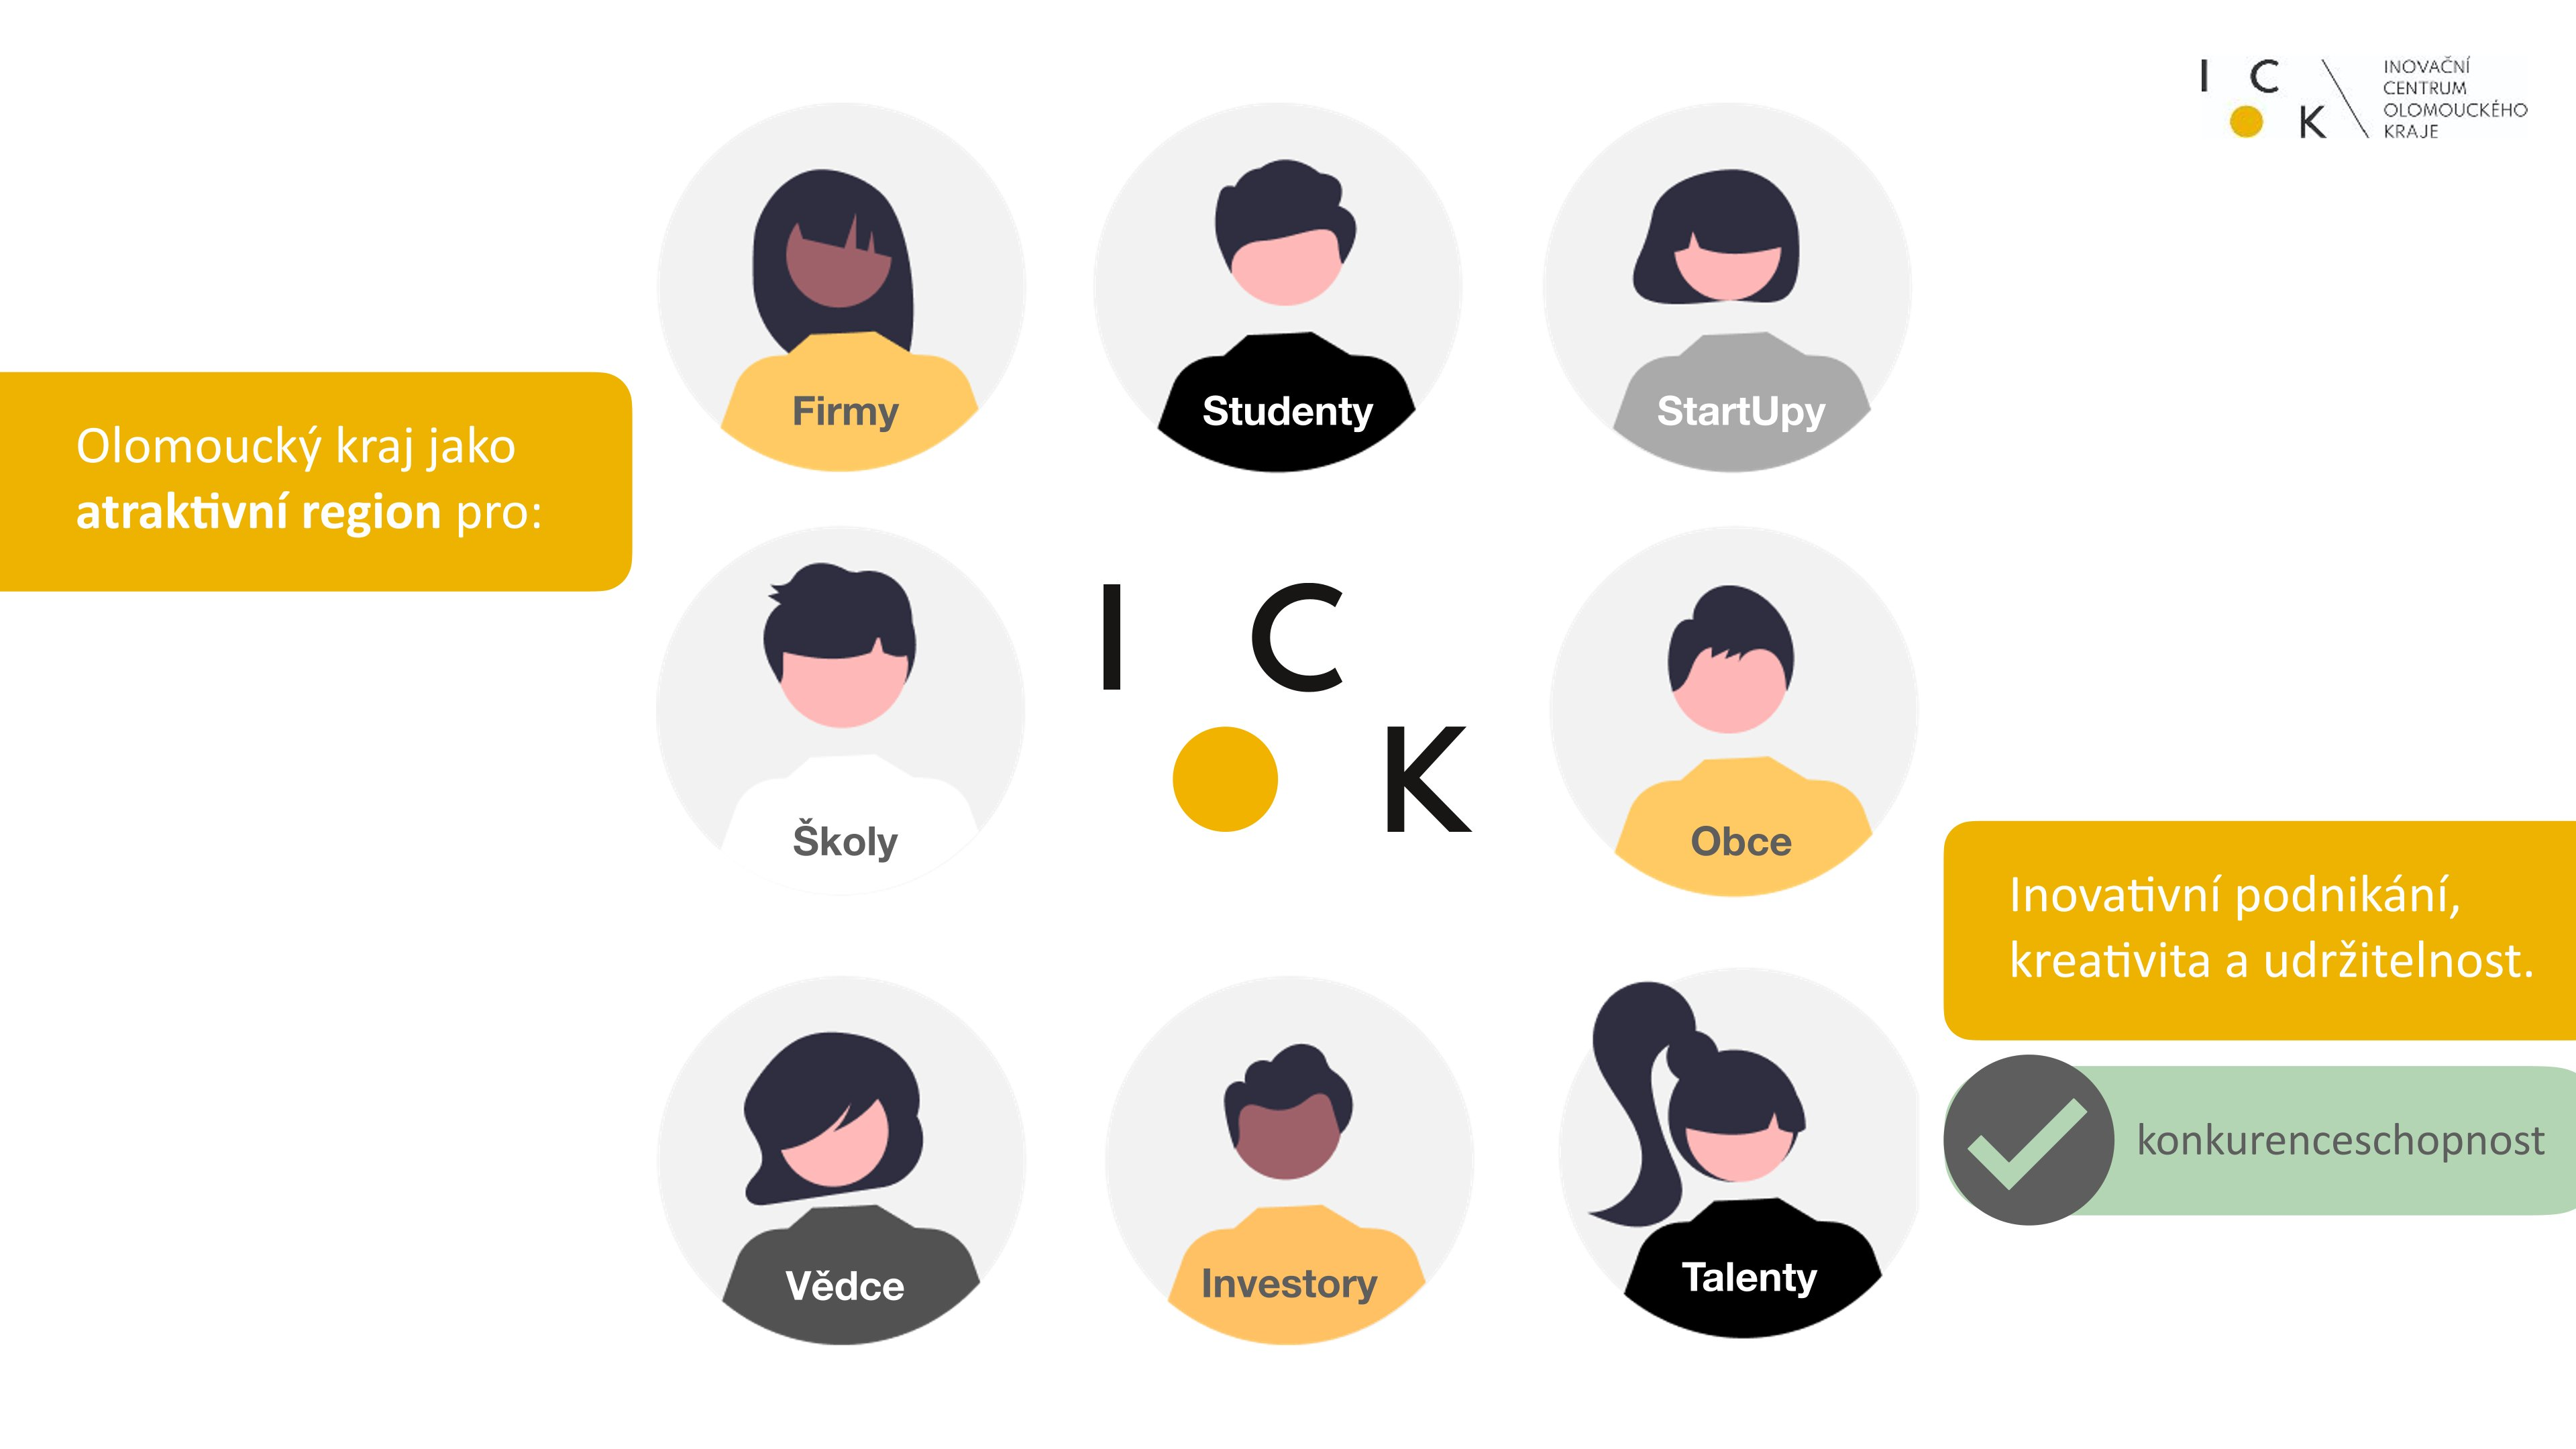 I C
K
INOVAČNÍ
CENTRUM
OLOMOUCKÉHO
KRAJE
Firmy
Studenty
StartUpy
Olomoucký kraj jako
atraktivní region pro:
Školy
I C
K
Obce
Inovativní podnikání,
kreativita a udržitelnost.
konkurenceschopnost
Vědce
Investory
Talenty